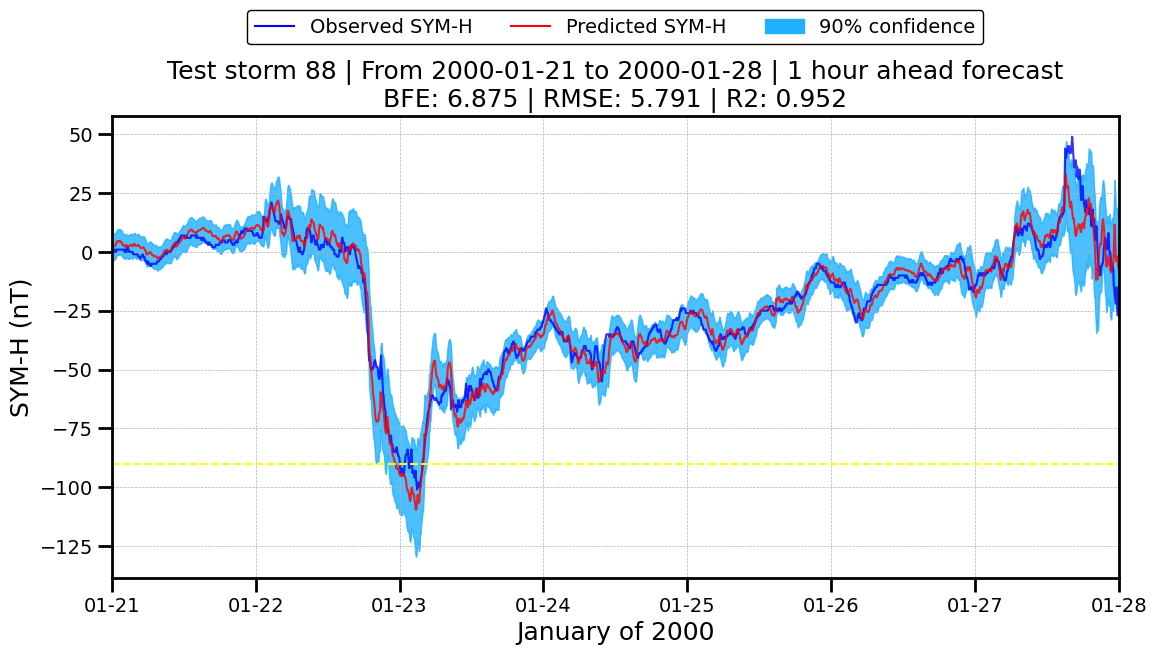 Observed SYM-H Predicted SYM-H 90% confidence
Test storm 88 | From 2000-01-21 to 2000-01-28 | 1 hour ahead forecast
BFE: 6.875 | RMSE: 5.791 | R2: 0.952
50
25
0
−25
−50
−75
−100
−125
SYM-H (nT)
01-21 01-22 01-23 01-24 01-25 01-26 01-27 01-28
January of 2000